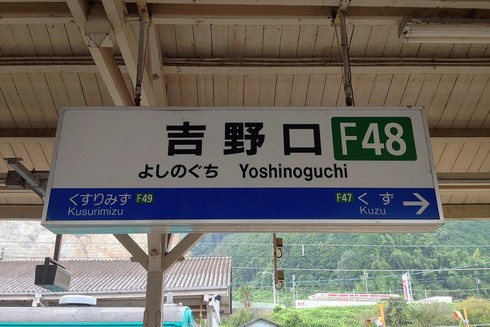 吉野口 F48
よしのぐち Yoshinoguchi
くすりみず F49 F47 くず →
Kusurimizu Kuzu